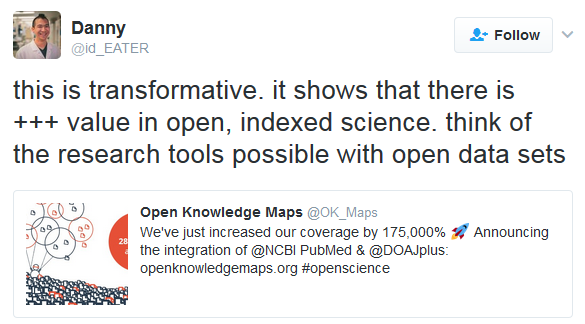 Danny
@id_EATER
Follow
this is transformative. it shows that there is
+++ value in open, indexed science. think of
the research tools possible with open data sets
Open Knowledge Maps @OK_Maps
We've just increased our coverage by 175,000% 🚀 Announcing
the integration of @NCBI PubMed & @DOAJplus:
openknowledgemaps.org #openscience
28